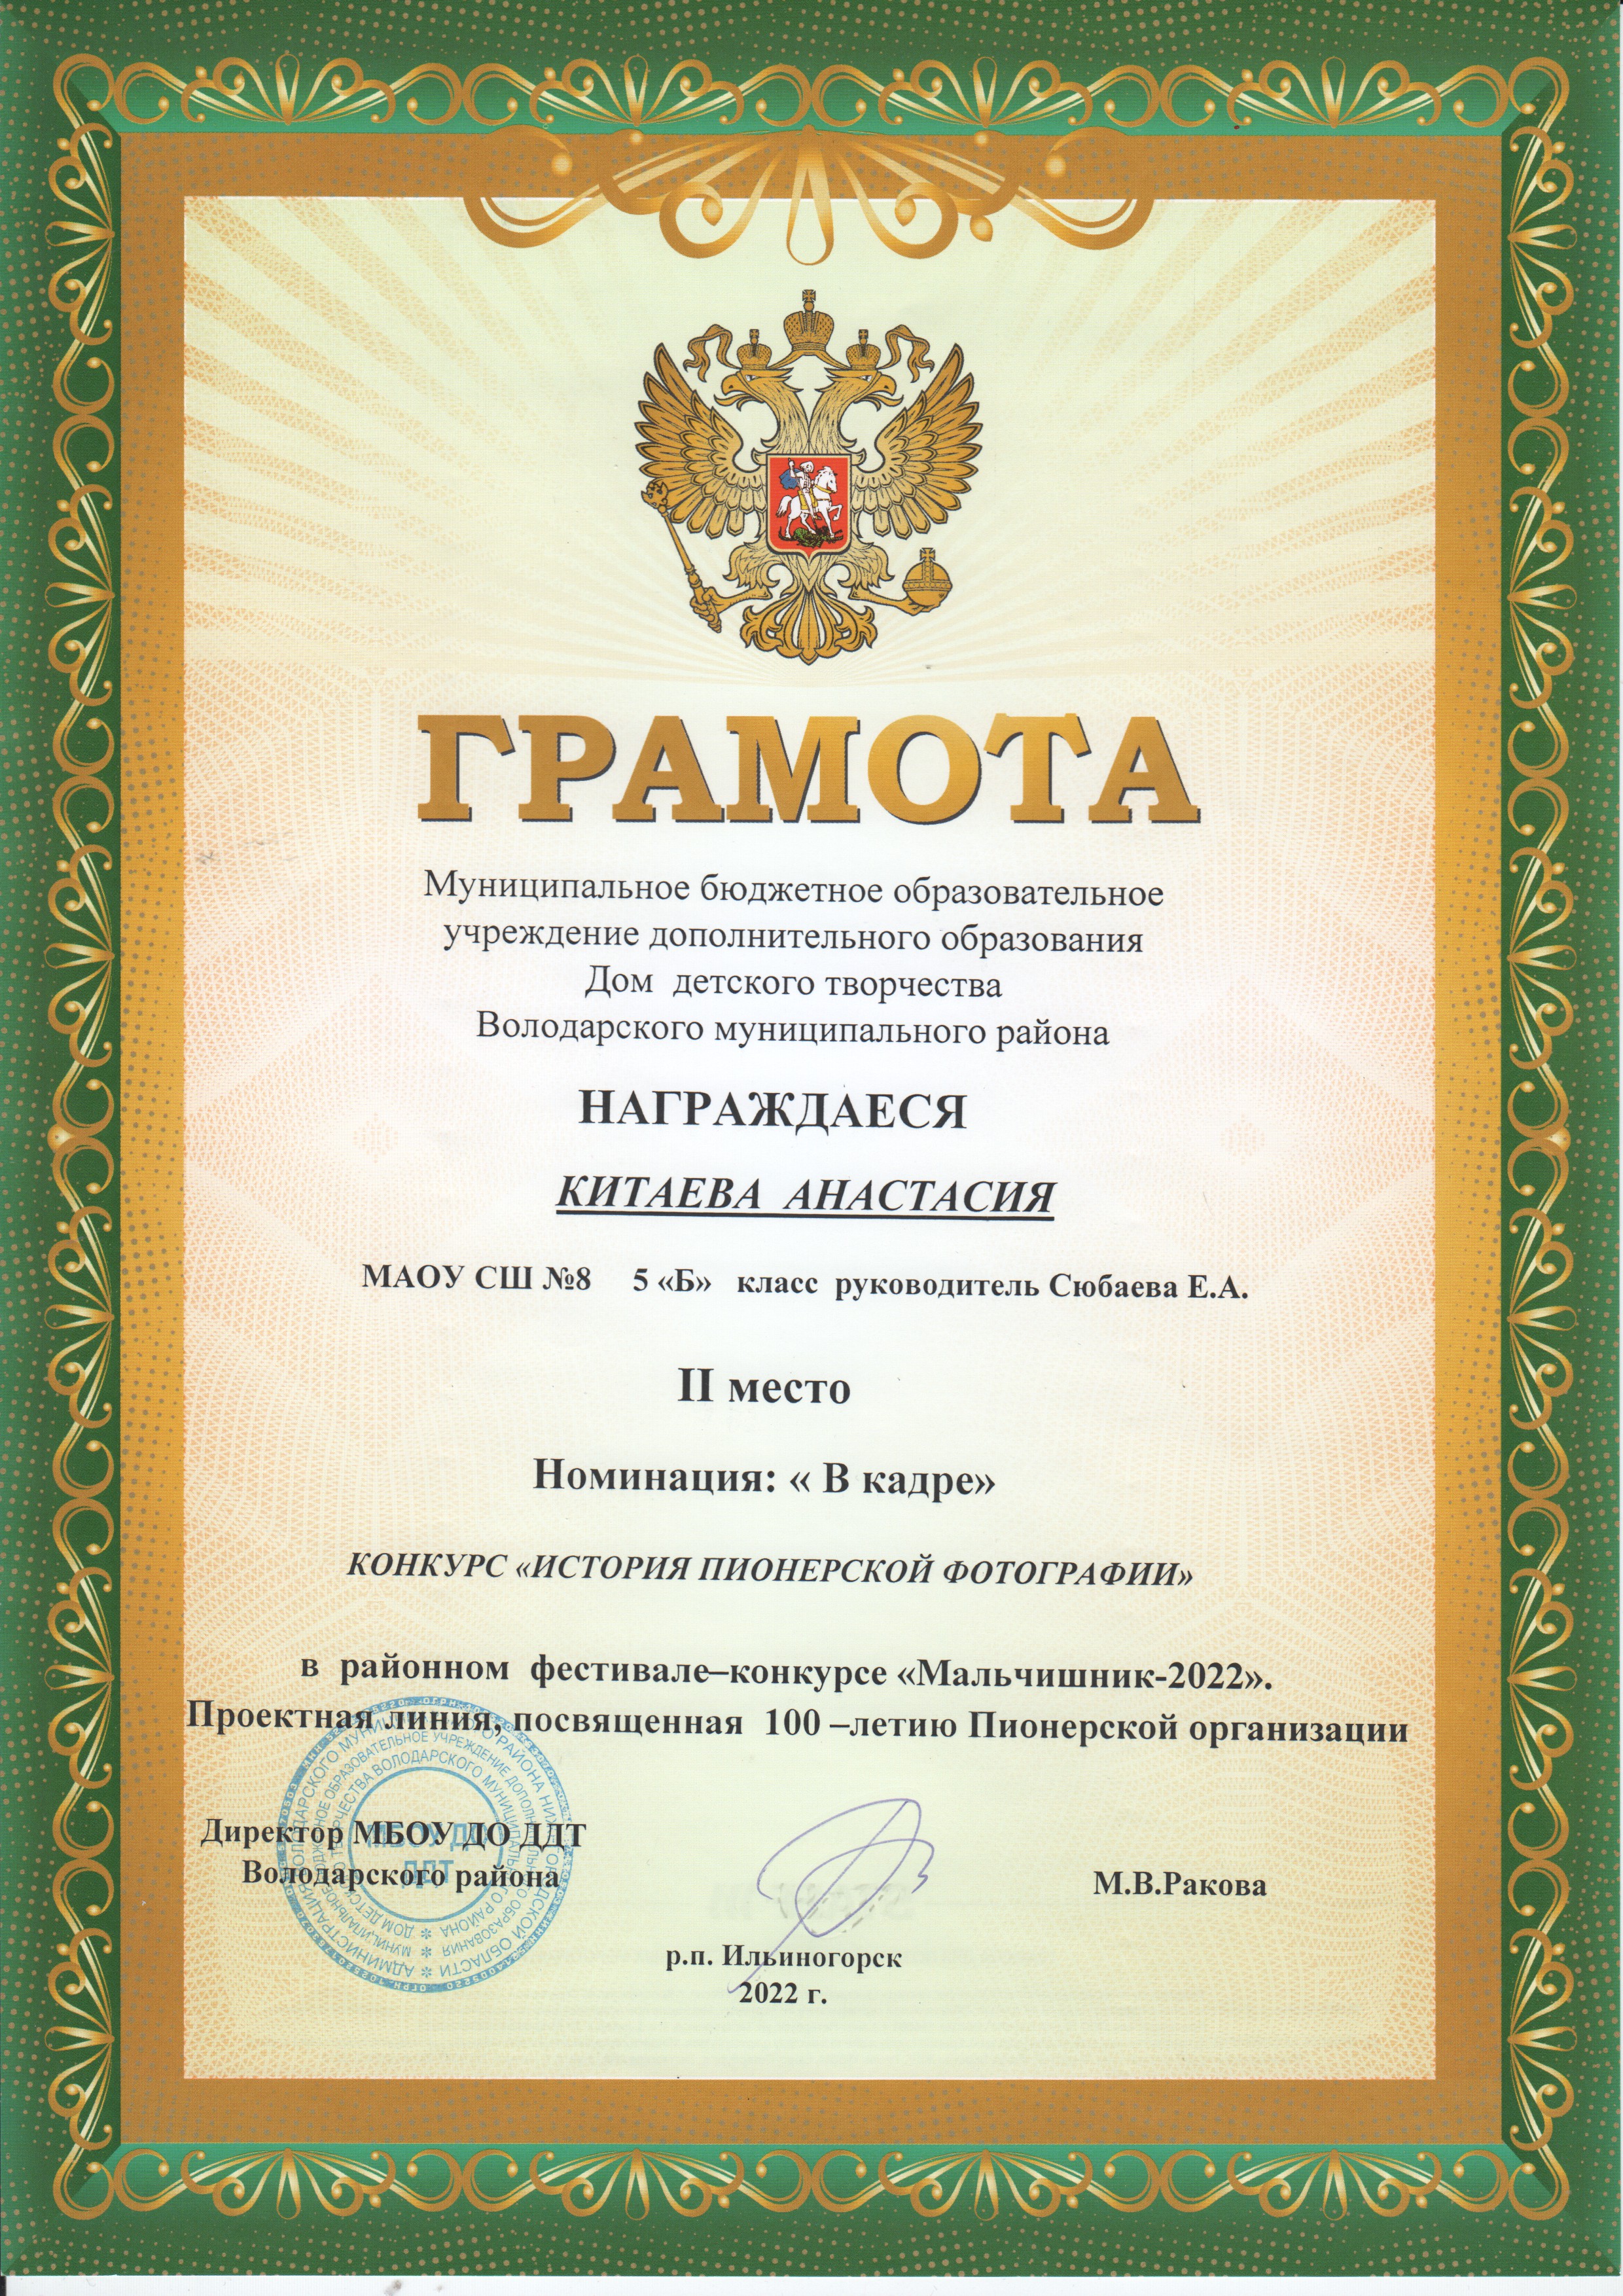 ГРАМОТА
Муниципальное бюджетное образовательное
учреждение дополнительного образования
Дом детского творчества
Володарского муниципального района
НАГРАЖДАЕСЯ
КИТАЕВА АНАСТАСИЯ
МАОУ СШ №8 5 «Б» класс руководитель Сюбаева Е.А.
II место
Номинация: « В кадре»
КОНКУРС «ИСТОРИЯ ПИОНЕРСКОЙ ФОТОГРАФИИ»
в районном фестивале–конкурсе «Мальчишник-2022».
Проектная линия, посвященная 100 –летию Пионерской организации
Директор МБОУ ДО ДДТ
Володарского района
М.В.Ракова
р.п. Ильиногорск
2022 г.